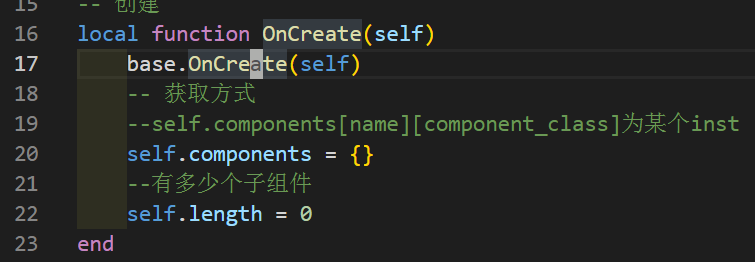 15 -- 创建
16 local function OnCreate(self)
17 base.OnCreate(self)
18 -- 获取方式
19 --self.components[name][component_class]为某个inst
20 self.components = {}
21 --有多少个子组件
22 self.length = 0
23 end